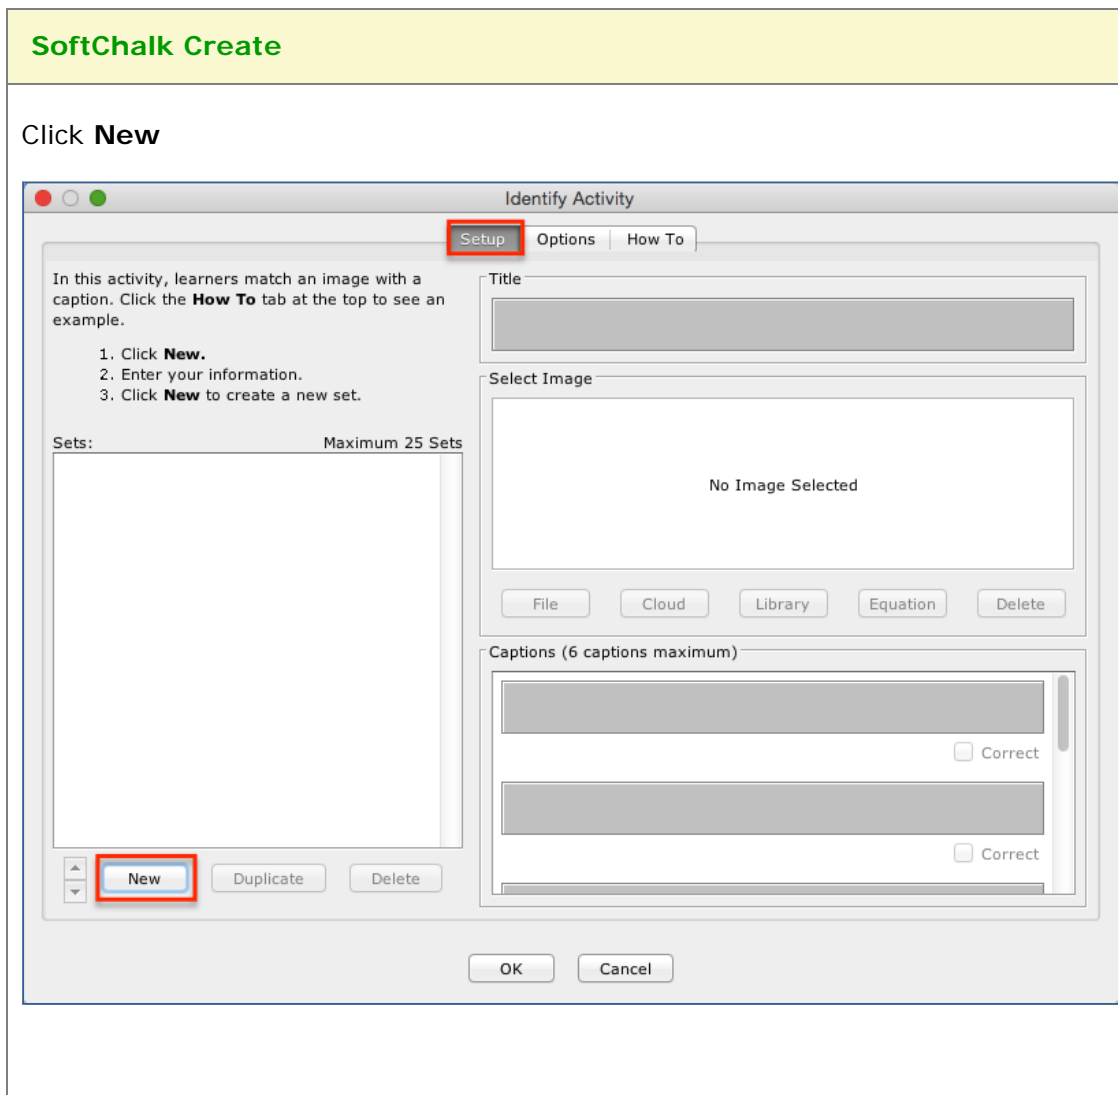 SoftChalk Create
Click New
Identify Activity
Setup Options How To
In this activity, learners match an image with a
caption. Click the How To tab at the top to see an
example.
1. Click New.
2. Enter your information.
3. Click New to create a new set.
Sets: Maximum 25 Sets
New Duplicate Delete
Title
Select Image
No Image Selected
File Cloud Library Equation Delete
Captions (6 captions maximum)
Correct
Correct
OK Cancel